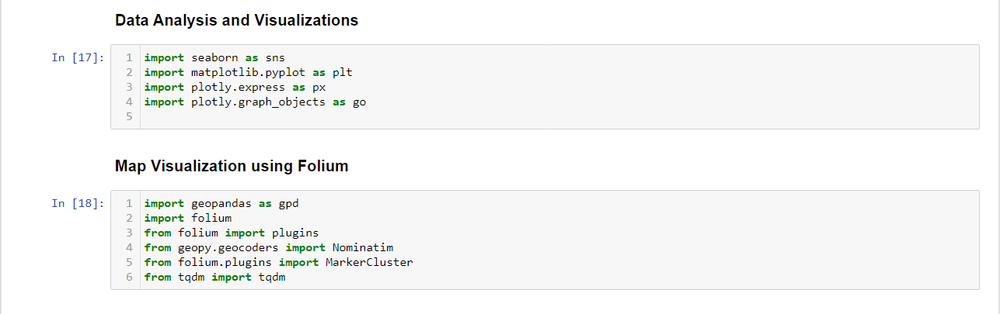 Data Analysis and Visualizations
In [17]:
1 import seaborn as sns
2 import matplotlib.pyplot as plt
3 import plotly.express as px
4 import plotly.graph_objects as go
5
Map Visualization using Folium
In [18]:
1 import geopandas as gpd
2 import folium
3 from folium import plugins
4 from geopy.geocoders import Nominatim
5 from folium.plugins import MarkerCluster
6 from tqdm import tqdm